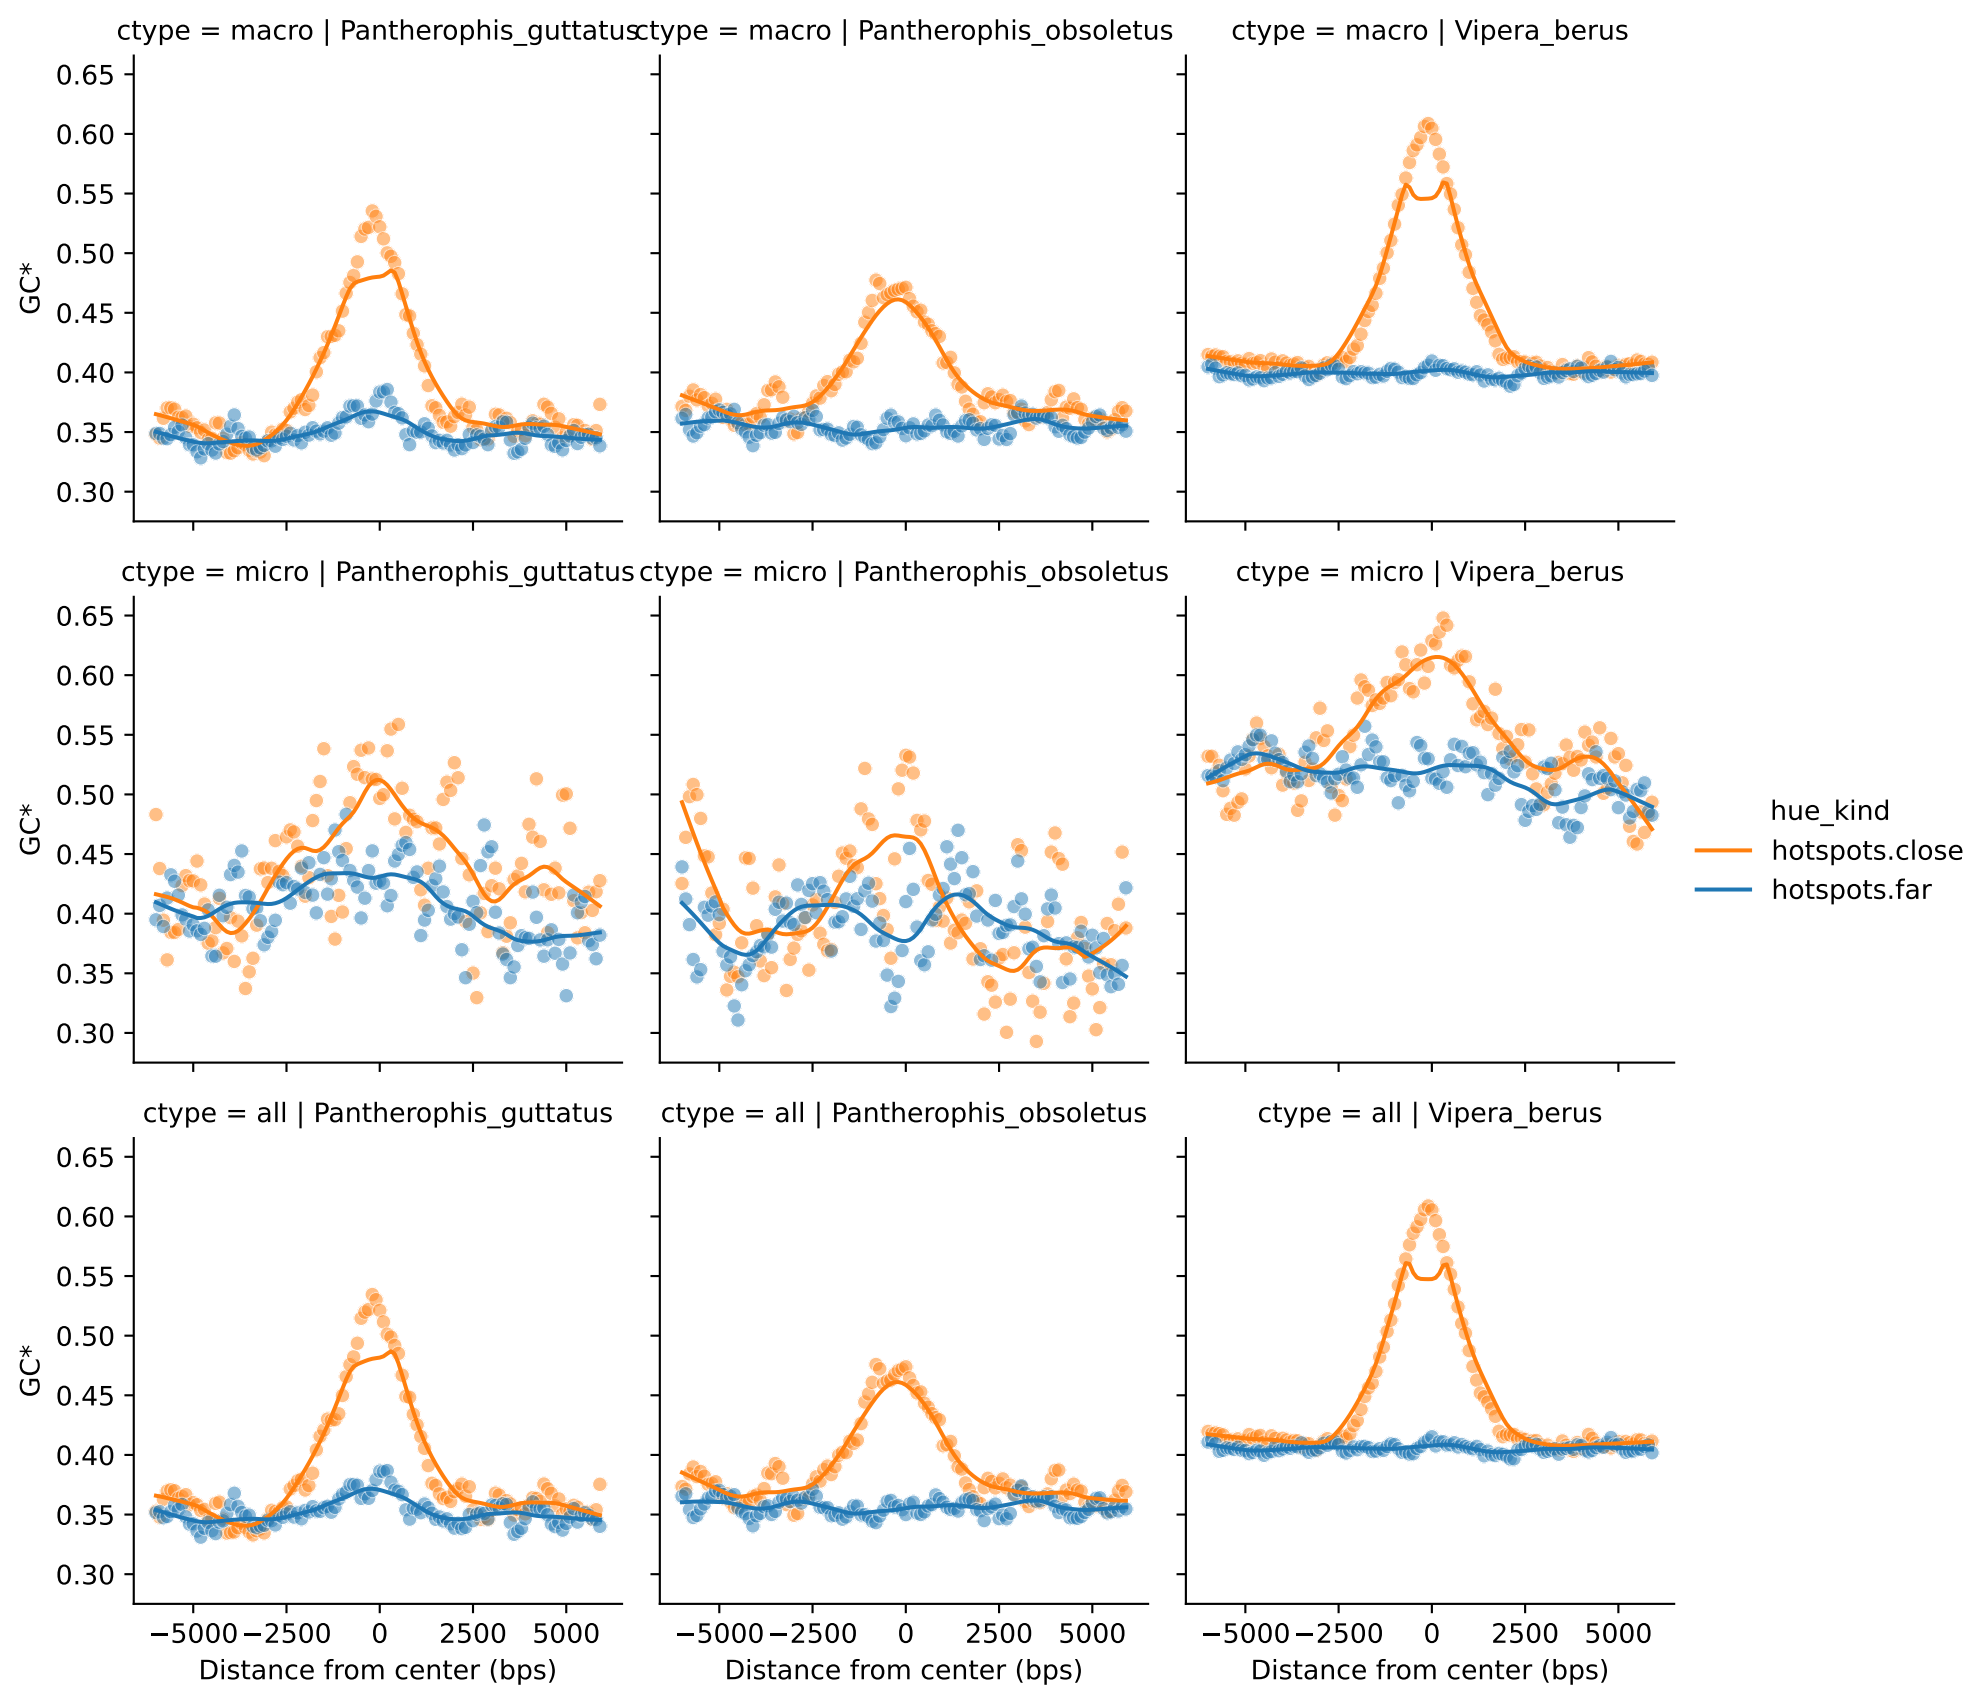 ctype = macro | Pantherophis_guttatus
ctype = macro | Pantherophis_obsoletus
ctype = macro | Vipera_berus
0.65
0.60
0.55
0.50
0.45
0.40
0.35
0.30
GC*
ctype = micro | Pantherophis_guttatus
ctype = micro | Pantherophis_obsoletus
ctype = micro | Vipera_berus
0.65
0.60
0.55
0.50
0.45
0.40
0.35
0.30
GC*
hue_kind
hotspots.close
hotspots.far
ctype = all | Pantherophis_guttatus
ctype = all | Pantherophis_obsoletus
ctype = all | Vipera_berus
0.65
0.60
0.55
0.50
0.45
0.40
0.35
0.30
GC*
−5000 −2500 0 2500 5000
−5000 −2500 0 2500 5000
−5000 −2500 0 2500 5000
Distance from center (bps)
Distance from center (bps)
Distance from center (bps)